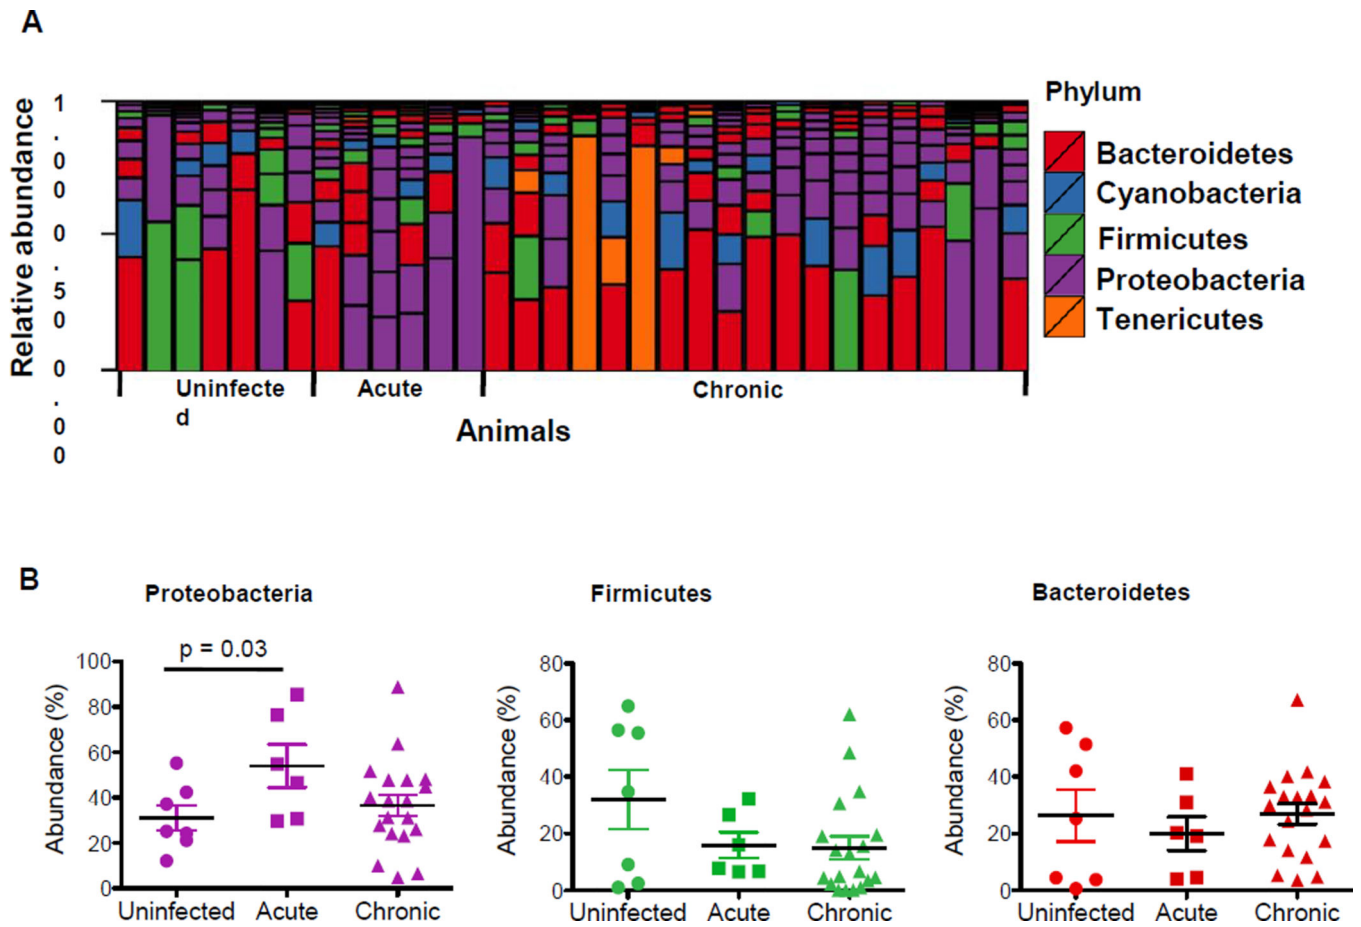 A
Relative abundance
1
.
0
0
0
.
5
0
0
.
0
0
Uninfecte
d
Acute
Chronic
Animals
Phylum
Bacteroidetes
Cyanobacteria
Firmicutes
Proteobacteria
Tenericutes
B
Proteobacteria
p = 0.03
Abundance (%)
100
80
60
40
20
0
Uninfected
Acute
Chronic
Firmicutes
Abundance (%)
80
60
40
20
0
Uninfected
Acute
Chronic
Bacteroidetes
Abundance (%)
80
60
40
20
0
Uninfected
Acute
Chronic